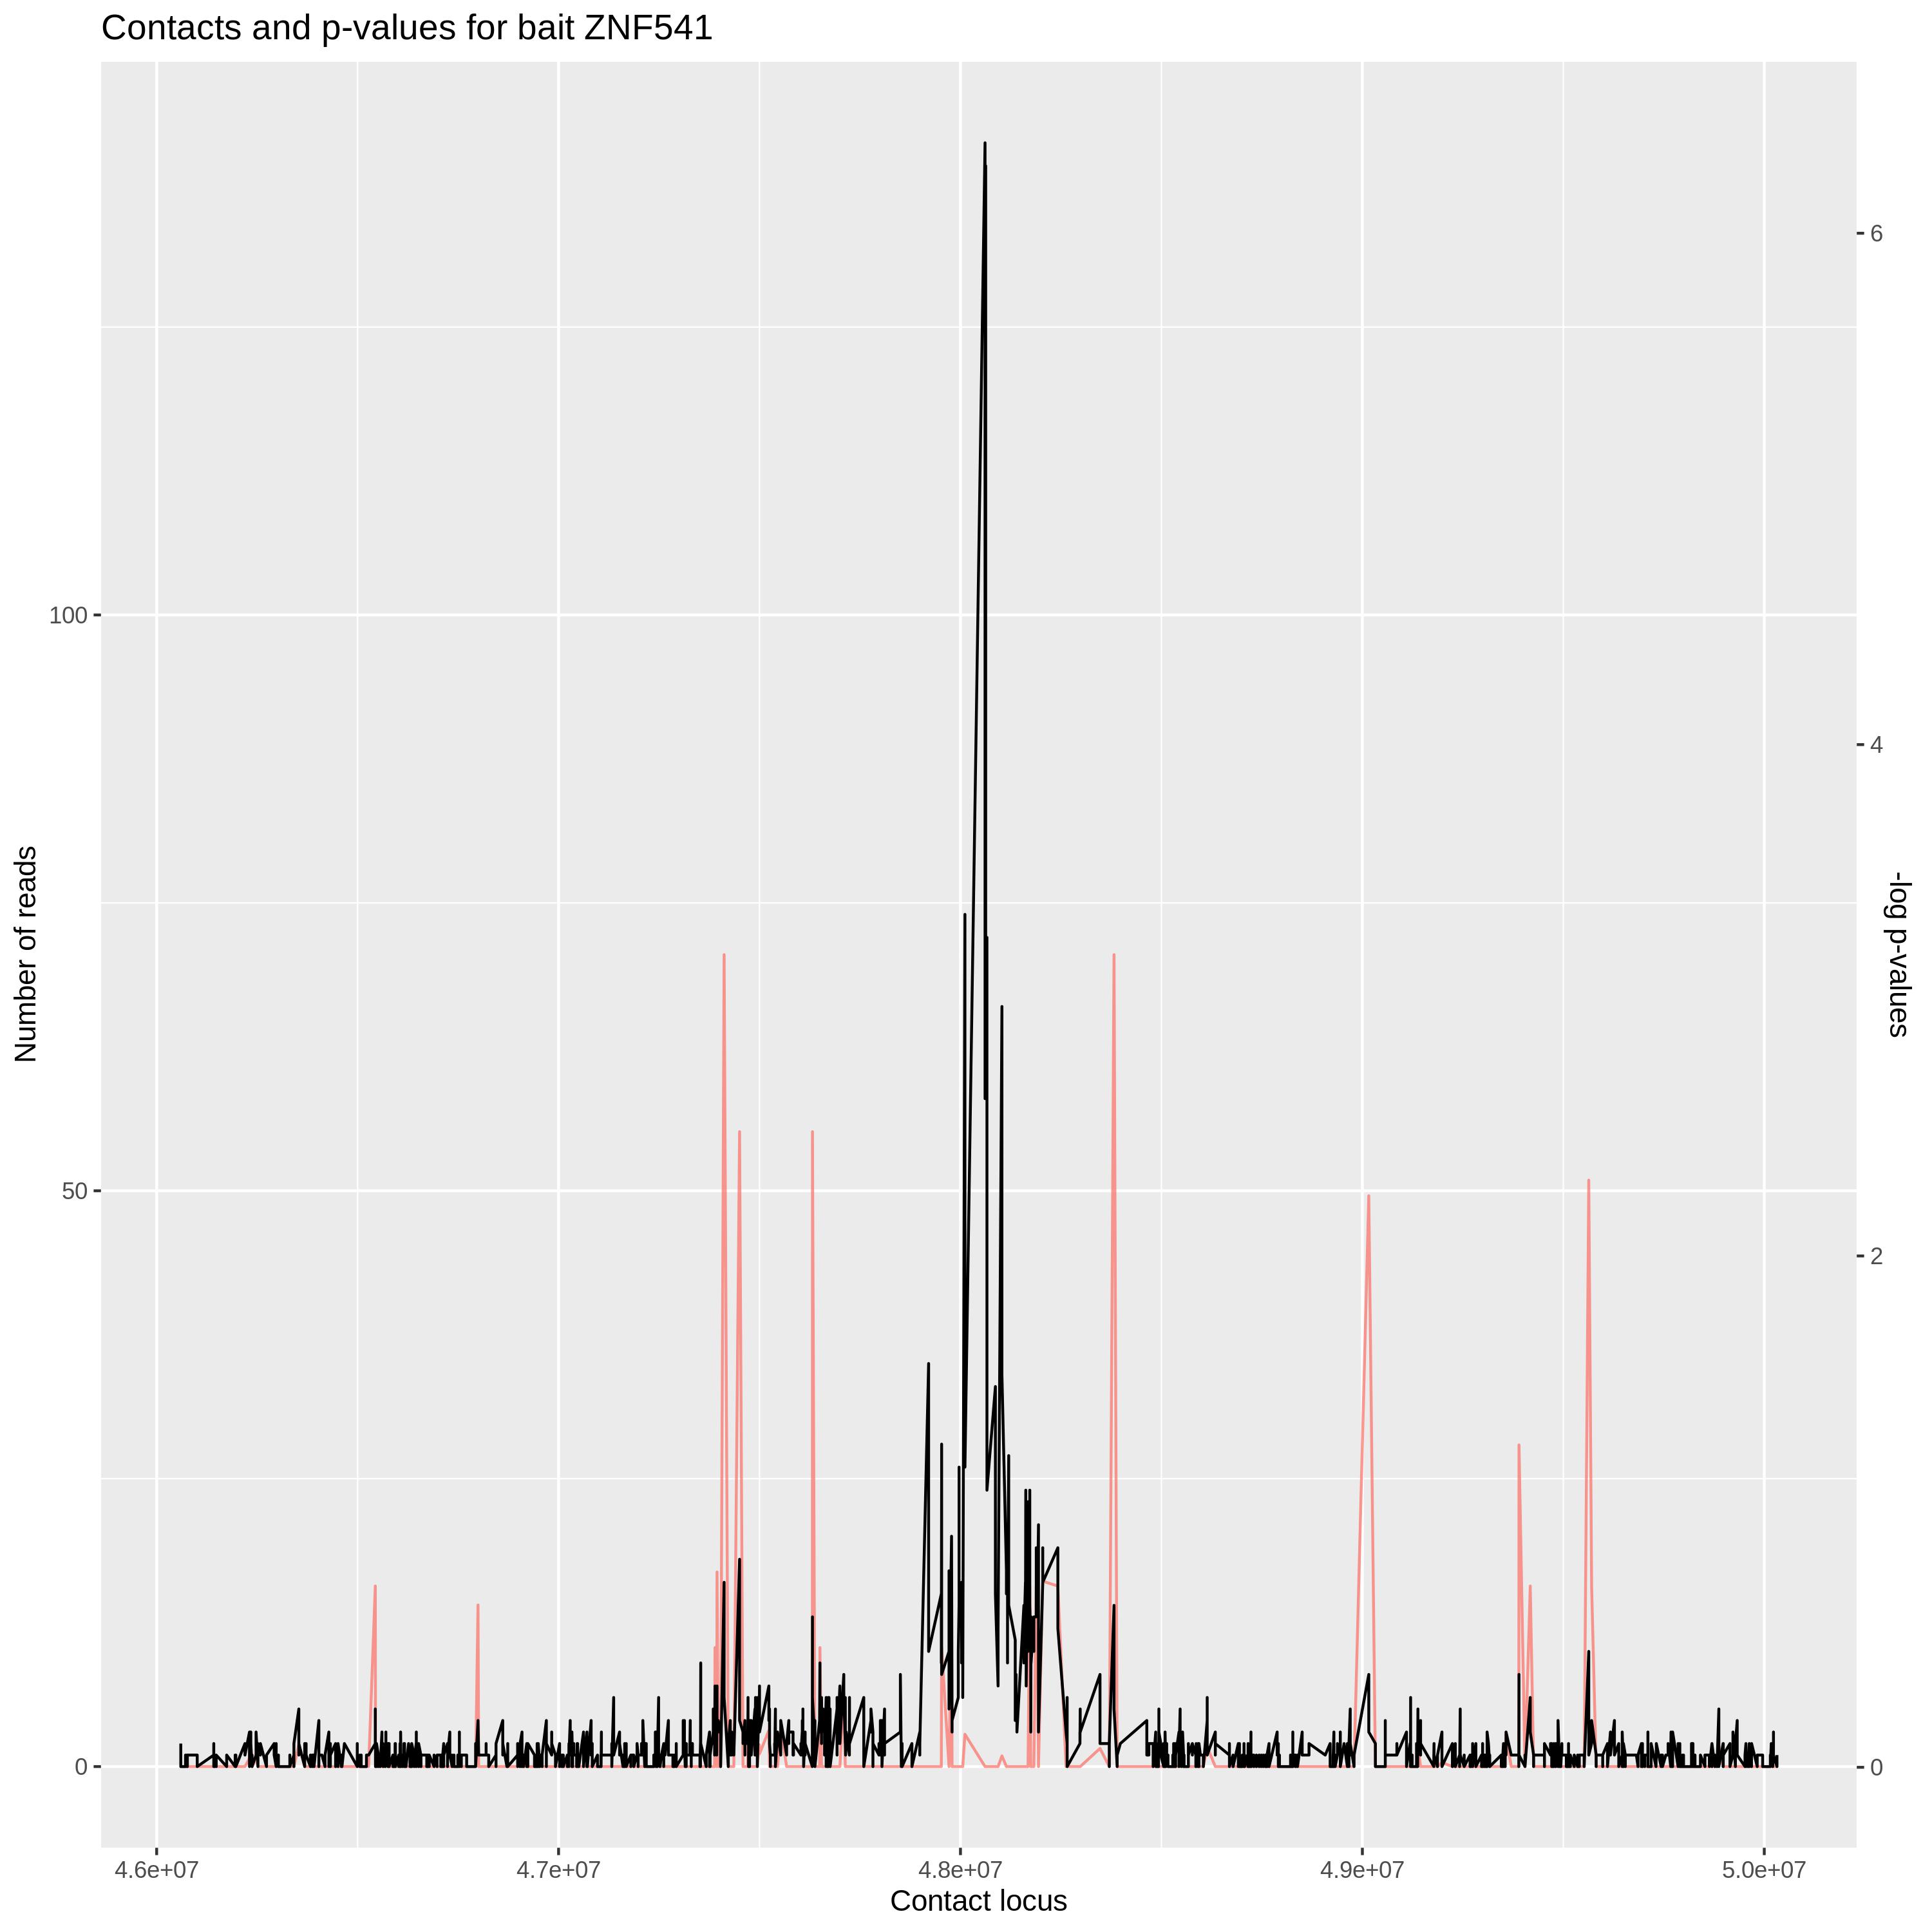 Contacts and p-values for bait ZNF541
Number of reads
100
50
0
6
4
2
0
-log p-values
4.6e+07
4.7e+07
4.8e+07
4.9e+07
5.0e+07
Contact locus